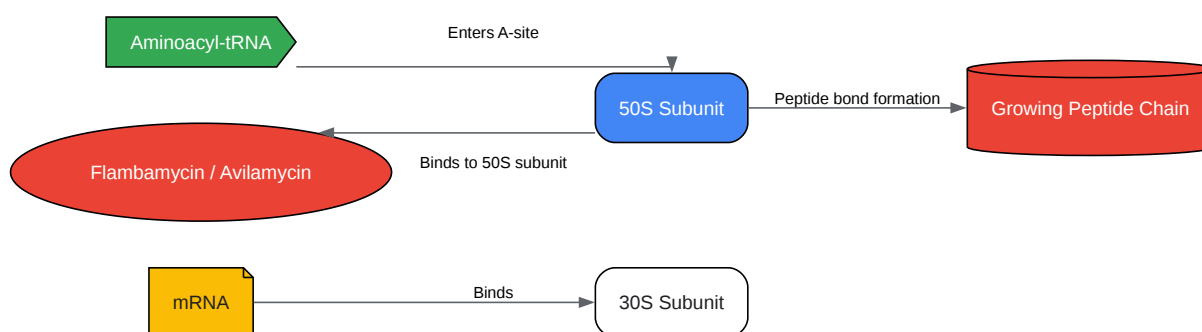 Enters A-site
Aminoacyl-tRNA
50S Subunit
Peptide bond formation
Growing Peptide Chain
Binds to 50S subunit
Flambamycin / Avilamycin
mRNA
Binds
30S Subunit